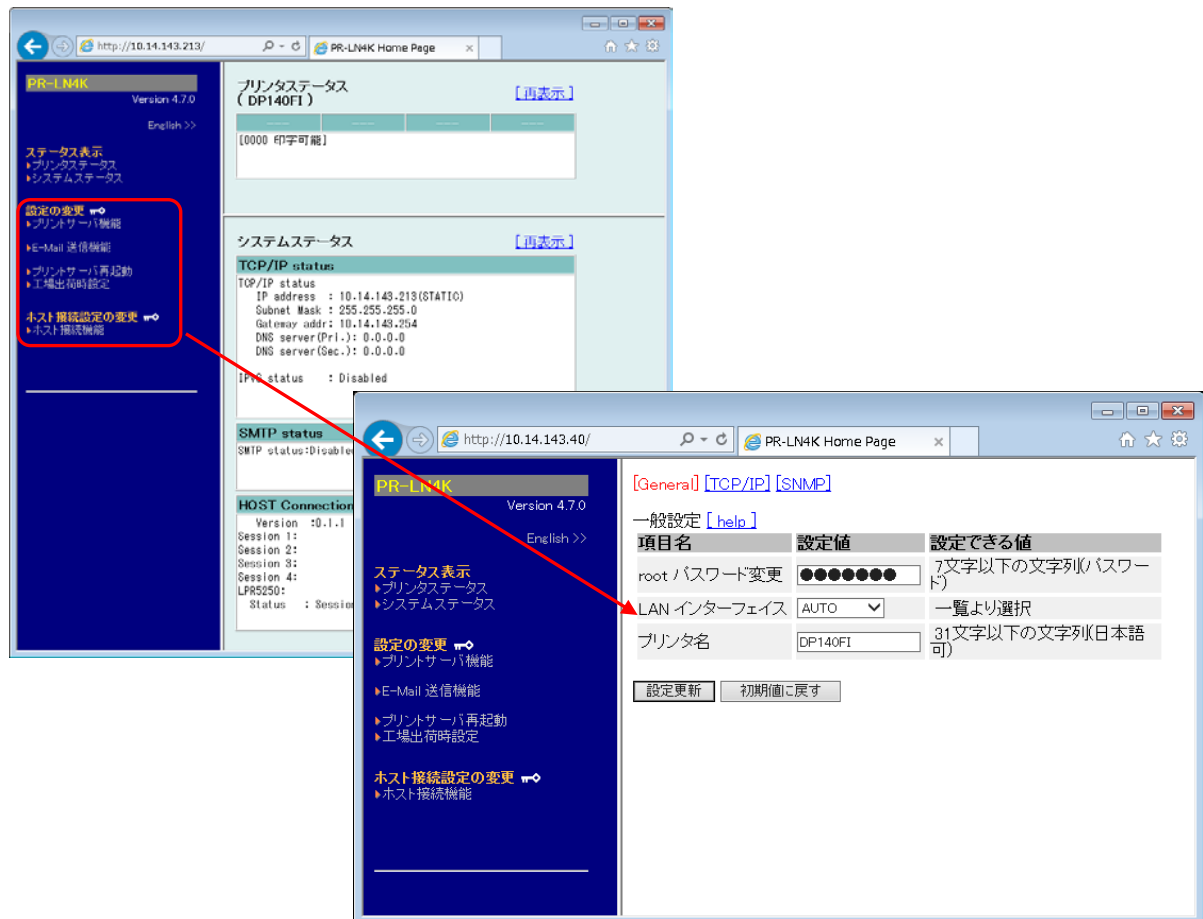 http://10.14.143.213/
PR-LN4K Home Page
PR-LN4K
Version 4.7.0
English >>
ステータス表示
プリンタステータス
システムステータス
設定の変更
プリントサーバ機能
E-Mail 送信機能
プリントサーバ再起動
工場出荷時設定
ホスト接続設定の変更
ホスト接続機能
プリンタステータス
( DP140FI )
[再表示]
--- --- --- ---
[0000 印字可能]
システムステータス
[再表示]
TCP/IP status
TCP/IP status
IP address : 10.14.143.213(STATIC)
Subnet Mask : 255.255.255.0
Gateway addr: 10.14.143.254
DNS server(Pri.): 0.0.0.0
DNS server(Sec.): 0.0.0.0
IPV6 status : Disabled
SMTP status
SMTP status:Disable
HOST Connection
Version :0.1.1
Session 1:
Session 2:
Session 3:
Session 4:
LPR5250:
Status : Session
http://10.14.143.40/
PR-LN4K Home Page
PR-LN4K
Version 4.7.0
English >>
ステータス表示
プリンタステータス
システムステータス
設定の変更
プリントサーバ機能
E-Mail 送信機能
プリントサーバ再起動
工場出荷時設定
ホスト接続設定の変更
ホスト接続機能
[General] [TCP/IP] [SNMP]
一般設定 [ help ]
項目名 設定値 設定できる値
root パスワード変更 ●●●●●●● 7文字以下の文字列(パスワー
ド)
LAN インターフェイス AUTO 一覧より選択
プリンタ名 DP140FI 31文字以下の文字列(日本語
可)
設定更新 初期値に戻す